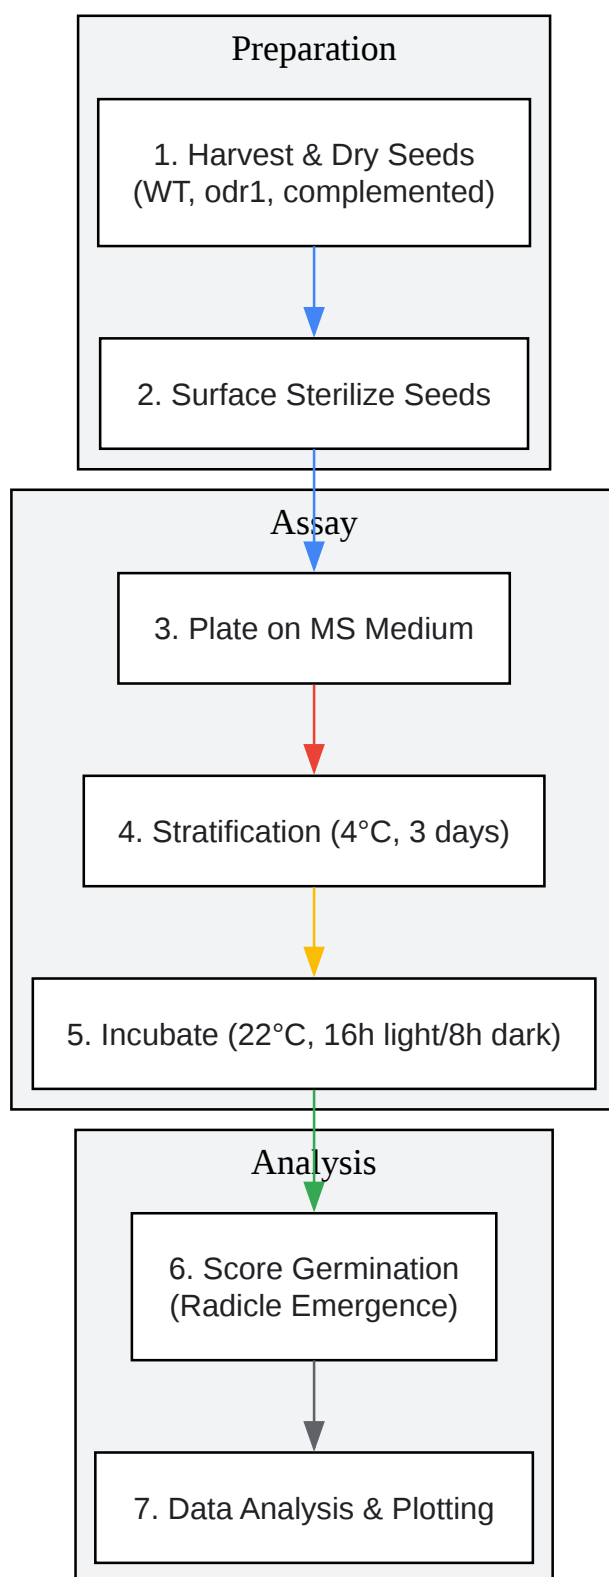 Preparation
1. Harvest & Dry Seeds
(WT, odr1, complemented)
2. Surface Sterilize Seeds
Assay
3. Plate on MS Medium
4. Stratification (4°C, 3 days)
5. Incubate (22°C, 16h light/8h dark)
Analysis
6. Score Germination
(Radicle Emergence)
7. Data Analysis & Plotting